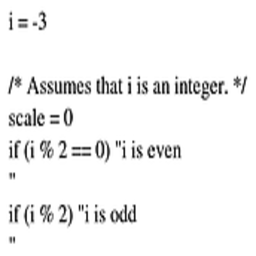 i = -3
/* Assumes that i is an integer. */
scale = 0
if (i % 2 == 0) "i is even
"
if (i % 2) "i is odd
"